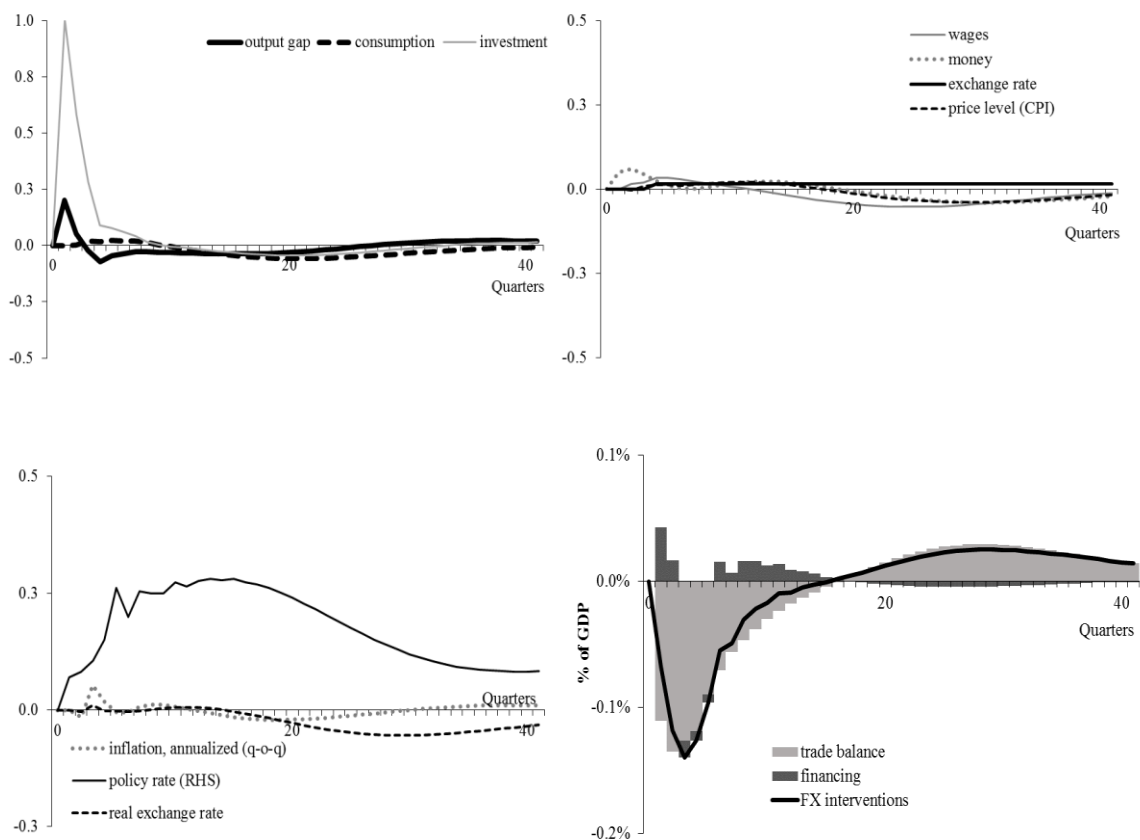 1.0
output gap consumption investment
0.8
0.5
0.3
0.0
0 20 40
Quarters
-0.3
-0.5
0.5
wages
money
0.3
exchange rate
price level (CPI)
0.0
0 20 40
Quarters
-0.3
-0.5
0.5
0.3
Quarters
0.0
0 20 40
inflation, annualized (q-o-q)
policy rate (RHS)
real exchange rate
-0.3
0.1%
0.0%
0 20 40
Quarters
% of GDP
-0.1%
trade balance
financing
FX interventions
-0.2%